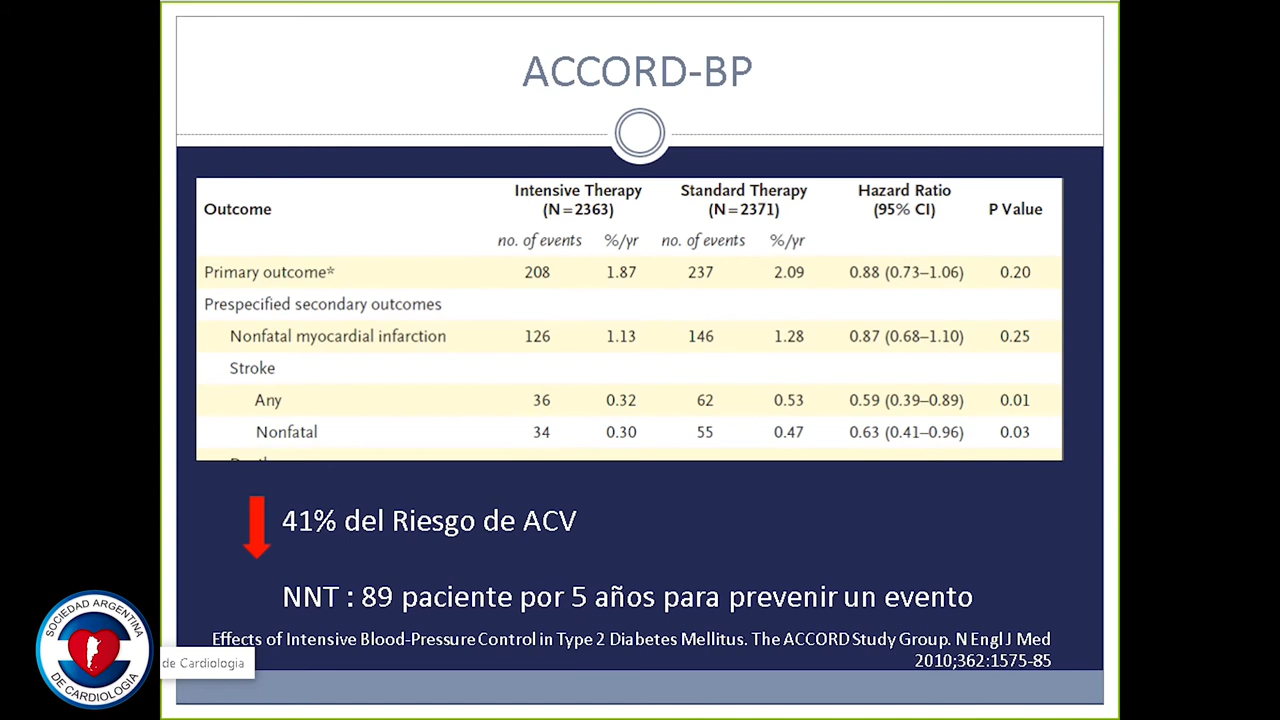 ACCORD-BP
Outcome
Intensive Therapy (N=2363)
Standard Therapy (N=2371)
Hazard Ratio (95% CI)
P Value
no. of events %/yr no. of events %/yr
Primary outcome* 208 1.87 237 2.09 0.88 (0.73–1.06) 0.20
Prespecified secondary outcomes
Nonfatal myocardial infarction 126 1.13 146 1.28 0.87 (0.68–1.10) 0.25
Stroke
Any 36 0.32 62 0.53 0.59 (0.39–0.89) 0.01
Nonfatal 34 0.30 55 0.47 0.63 (0.41–0.96) 0.03
41% del Riesgo de ACV
NNT : 89 paciente por 5 años para prevenir un evento
Effects of Intensive Blood-Pressure Control in Type 2 Diabetes Mellitus. The ACCORD Study Group. N Engl J Med
2010;362:1575-85
SOCIEDAD ARGENTINA
DE CARDIOLOGIA
de Cardiologia